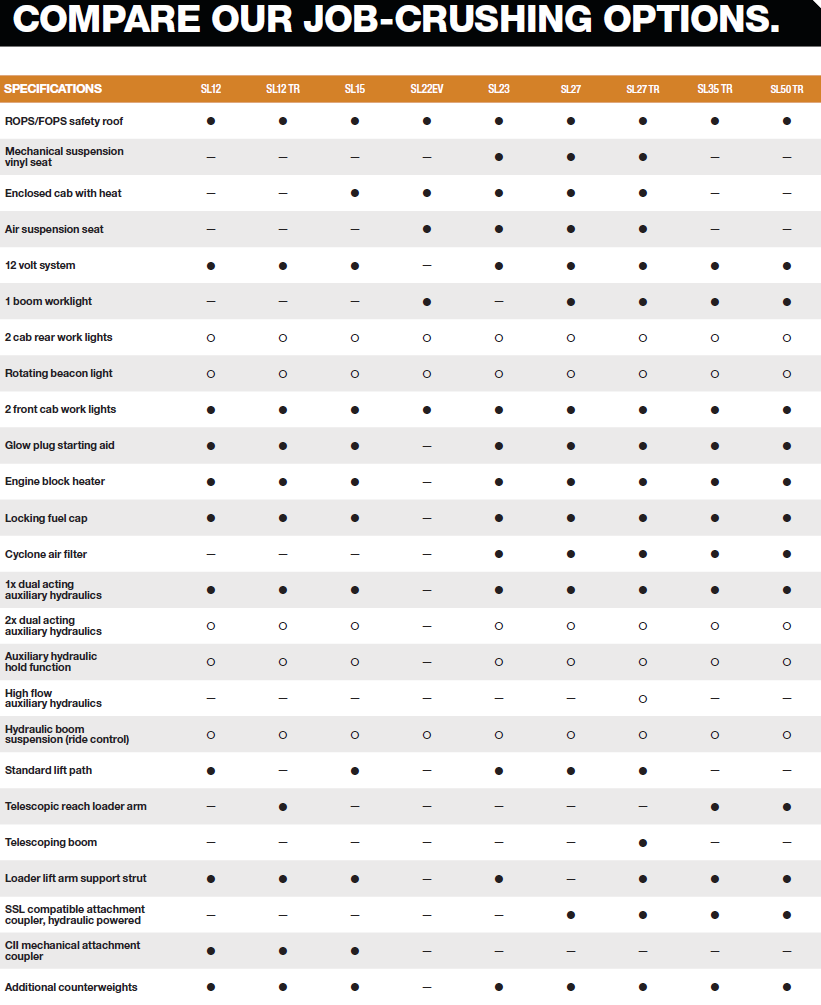 COMPARE OUR JOB-CRUSHING OPTIONS.
SPECIFICATIONS SL12 SL12 TR SL15 SL22EV SL23 SL27 SL27 TR SL35 TR SL50 TR
ROPS/FOPS safety roof ● ● ● ● ● ● ● ● ●
Mechanical suspension
vinyl seat – – – – ● ● ● – –
Enclosed cab with heat – – ● ● ● ● ● – –
Air suspension seat – – – ● ● ● ● – –
12 volt system ● ● ● – ● ● ● ● ●
1 boom worklight – – – ● – ● ● ● ●
2 cab rear work lights ○ ○ ○ ○ ○ ○ ○ ○ ○
Rotating beacon light ○ ○ ○ ○ ○ ○ ○ ○ ○
2 front cab work lights ● ● ● ● ● ● ● ● ●
Glow plug starting aid ● ● ● – ● ● ● ● ●
Engine block heater ● ● ● – ● ● ● ● ●
Locking fuel cap ● ● ● – ● ● ● ● ●
Cyclone air filter – – – – ● ● ● ● ●
1x dual acting
auxiliary hydraulics ● ● ● – ● ● ● ● ●
2x dual acting
auxiliary hydraulics ○ ○ ○ – ○ ○ ○ ○ ○
Auxiliary hydraulic
hold function ○ ○ ○ – ○ ○ ○ ○ ○
High flow
auxiliary hydraulics – – – – – – ○ – –
Hydraulic boom
suspension (ride control) ○ ○ ○ ○ ○ ○ ○ ○ ○
Standard lift path ● – ● – ● ● ● – –
Telescopic reach loader arm – ● – – – – – ● ●
Telescoping boom – – – – – – ● – –
Loader lift arm support strut ● ● ● – ● – ● ● ●
SSL compatible attachment
coupler, hydraulic powered – – – – – ● ● ● ●
CII mechanical attachment
coupler ● ● ● – – – – – –
Additional counterweights ● ● ● – ● ● ● ● ●